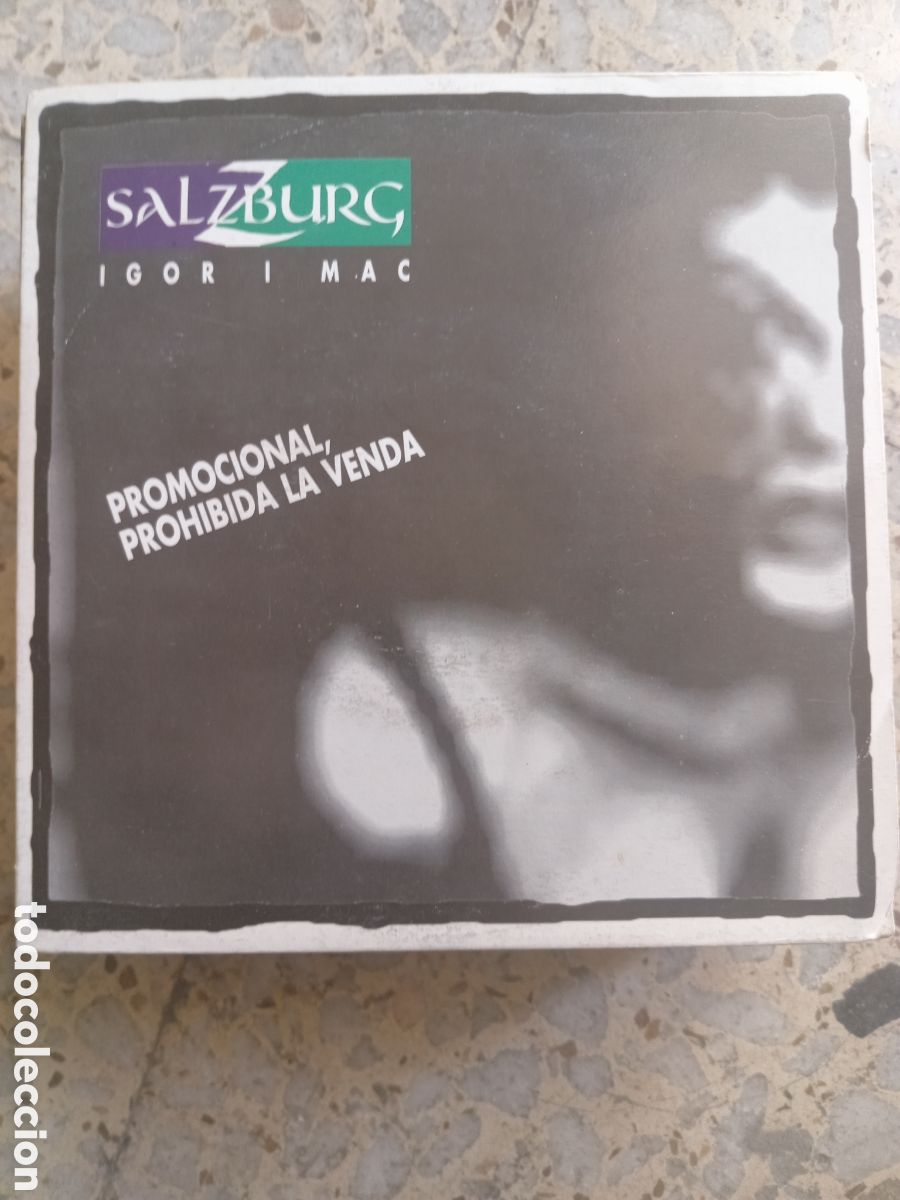 SALZBURG
IGOR I MAC
PROMOCIONAL,
PROHIBIDA LA VENDA
todocoleccion